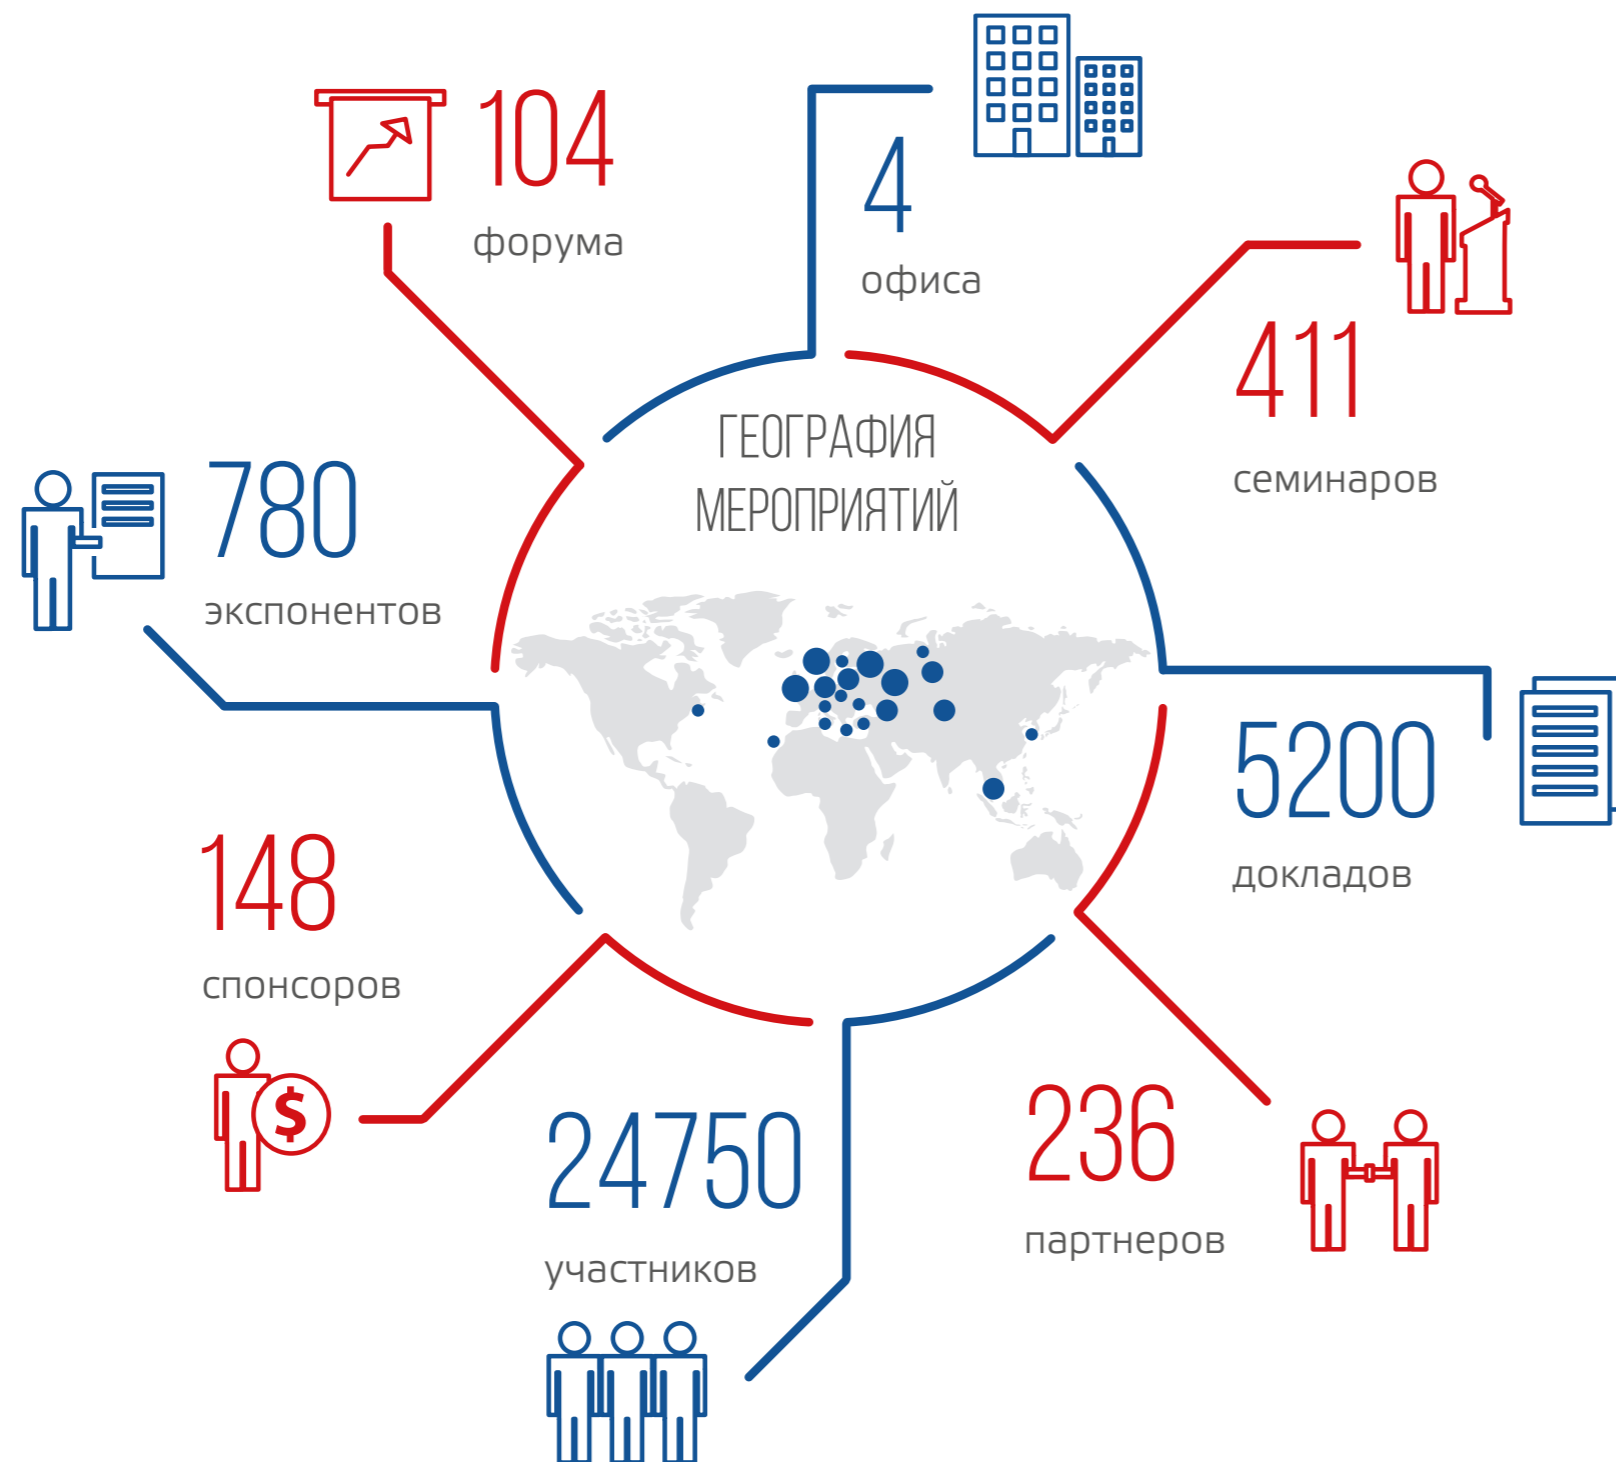 104
форума
4
офиса
411
семинаров
ГЕОГРАФИЯ
МЕРОПРИЯТИЙ
780
экспонентов
5200
докладов
148
спонсоров
$
24750
участников
236
партнеров